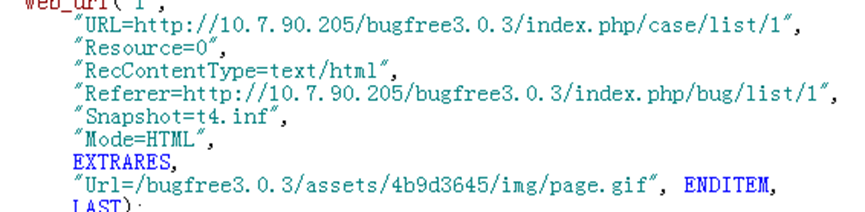 web_url("1",
"URL=http://10.7.90.205/bugfree3.0.3/index.php/case/list/1",
"Resource=0",
"RecContentType=text/html",
"Referer=http://10.7.90.205/bugfree3.0.3/index.php/bug/list/1",
"Snapshot=t4.inf",
"Mode=HTML",
EXTRARES,
"Url=/bugfree3.0.3/assets/4b9d3645/img/page.gif", ENDITEM,
LAST);